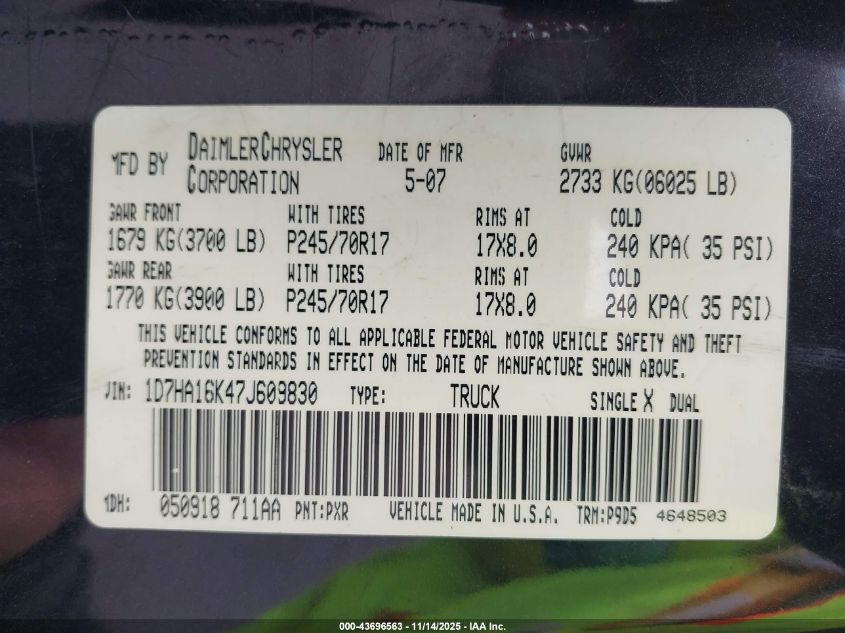 MFD BY DAIMLERCHRYSLER CORPORATION DATE OF MFR 5-07 GVWR 2733 KG(06025 LB)
GAWR FRONT WITH TIRES RIMS AT COLD
1679 KG(3700 LB) P245/70R17 17X8.0 240 KPA( 35 PSI)
GAWR REAR WITH TIRES RIMS AT COLD
1770 KG(3900 LB) P245/70R17 17X8.0 240 KPA( 35 PSI)
THIS VEHICLE CONFORMS TO ALL APPLICABLE FEDERAL MOTOR VEHICLE SAFETY AND THEFT
PREVENTION STANDARDS IN EFFECT ON THE DATE OF MANUFACTURE SHOWN ABOVE.
VIN: 1D7HA16K47J609830 TYPE: TRUCK SINGLE X DUAL
MDH: 050918 711AA PNT:PXR VEHICLE MADE IN U.S.A. TRM:P9D5 4648503
000-43696563 - 11/14/2025 - IAA Inc.